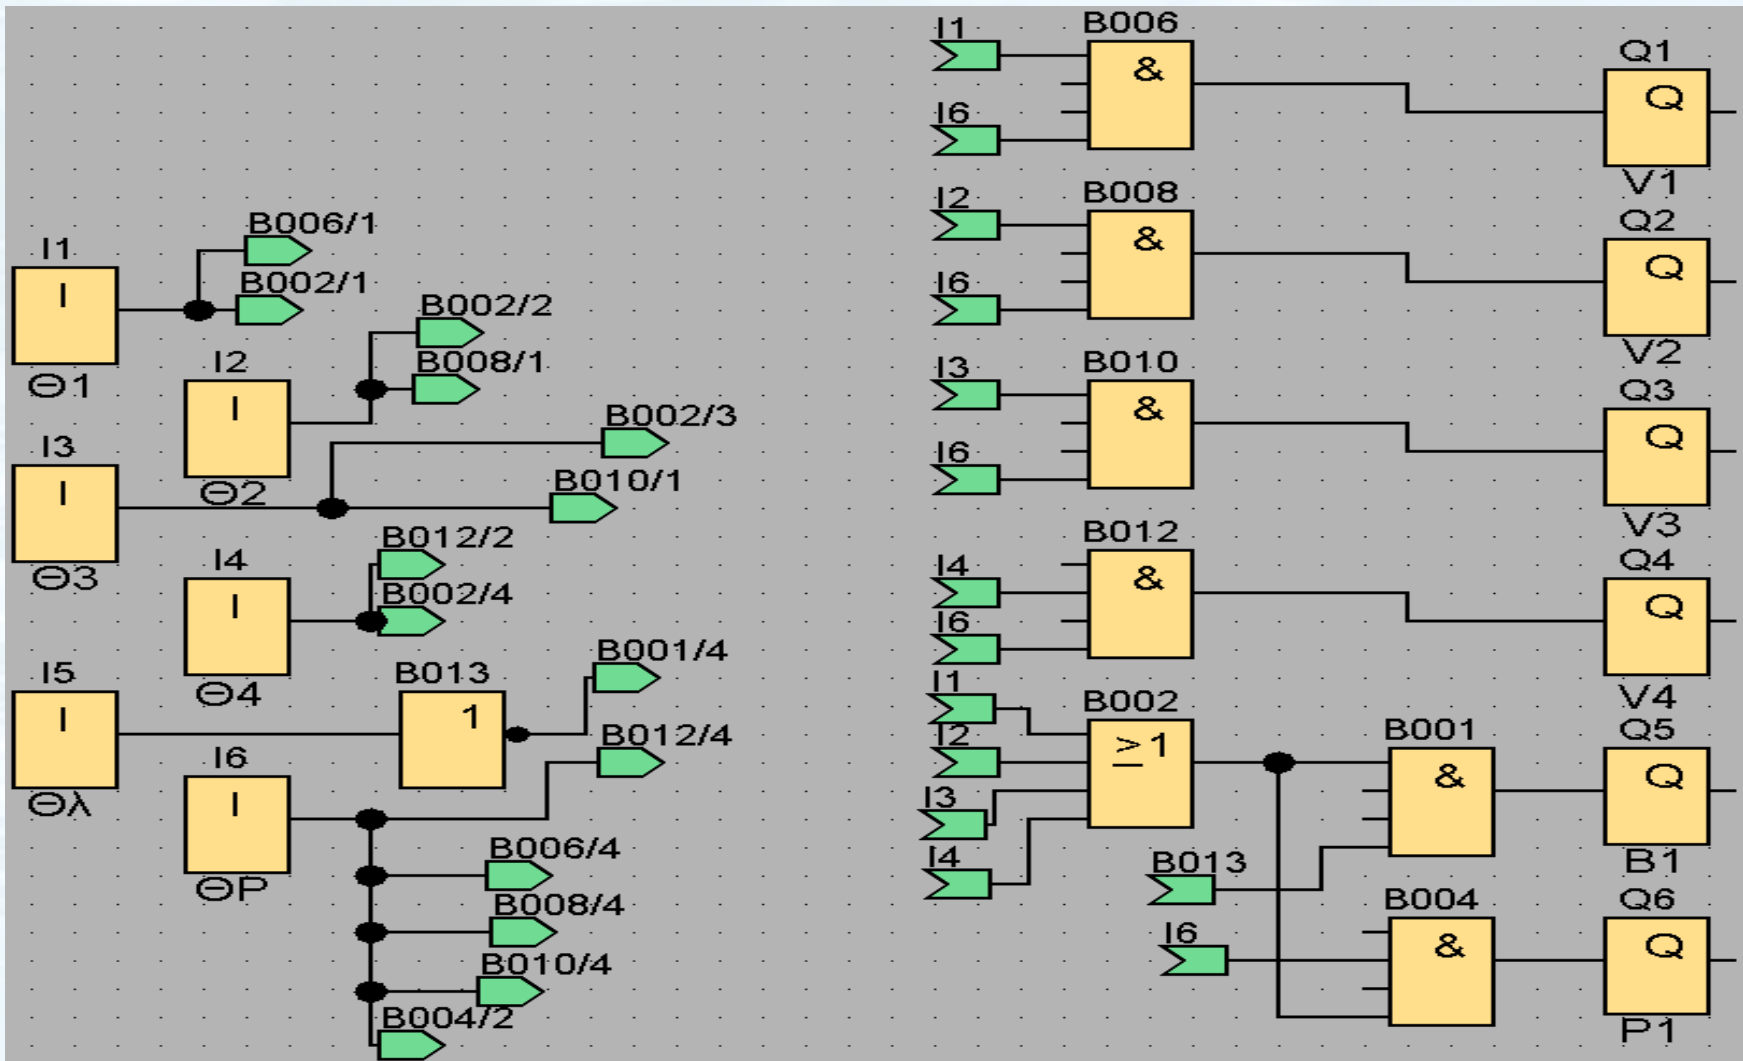 I1
B006
&
Q1
Q
V1
I6
I2
B008
&
Q2
Q
V2
I6
I3
B010
&
Q3
Q
V3
I6
B012
&
Q4
Q
V4
I4
I6
I1
I2
I3
I4
B002
≥1
B001
&
Q5
Q
B1
B013
B004
&
Q6
Q
P1
I6
I1
I
Θ1
B006/1
B002/1
I2
I
Θ2
B002/2
B008/1
I3
I
Θ3
B002/3
B010/1
I4
I
Θ4
B012/2
B002/4
I5
I
Θλ
B013
1
B001/4
I6
I
ΘP
B012/4
B006/4
B008/4
B010/4
B004/2